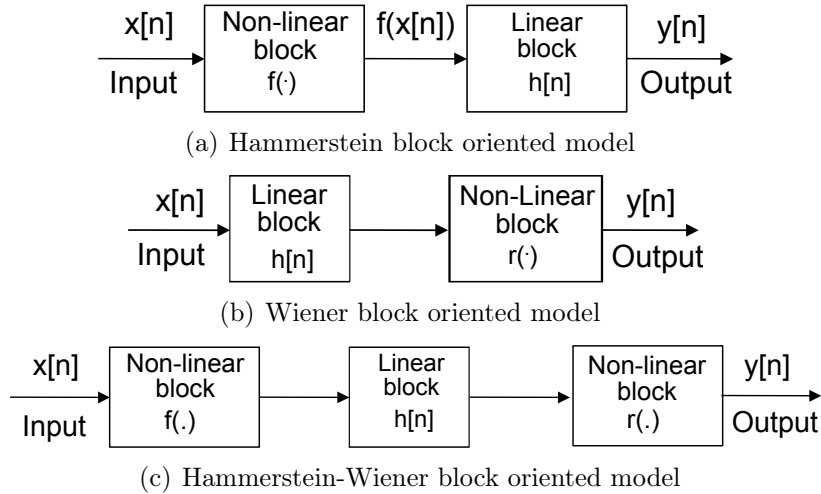 x[n]
Input
Non-linear
block
f(·)
f(x[n])
Linear
block
h[n]
y[n]
Output
(a) Hammerstein block oriented model
x[n]
Input
Linear
block
h[n]
Non-Linear
block
r(·)
y[n]
Output
(b) Wiener block oriented model
x[n]
Input
Non-linear
block
f(.)
Linear
block
h[n]
Non-linear
block
r(.)
y[n]
Output
(c) Hammerstein-Wiener block oriented model